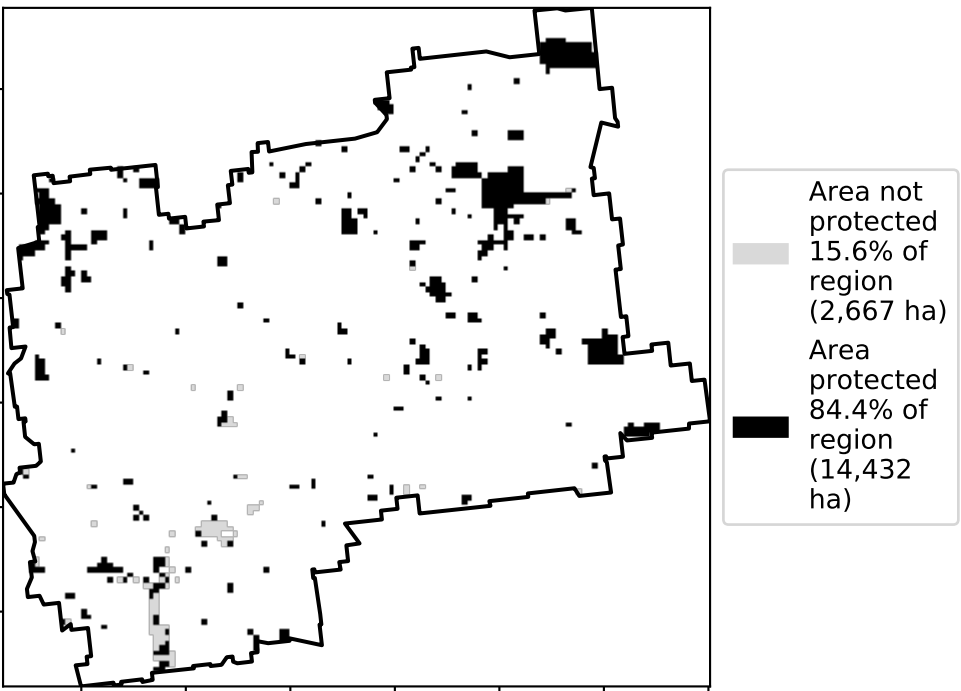 Area not
protected
15.6% of
region
(2,667 ha)
Area
protected
84.4% of
region
(14,432
ha)